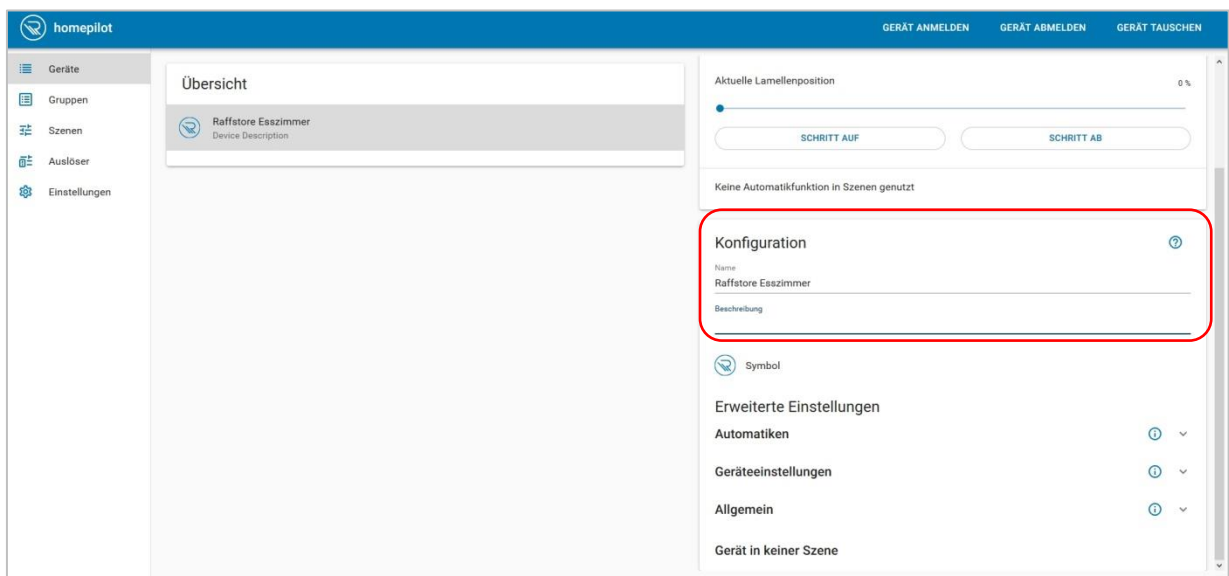 homepilot
GERÄT ANMELDEN GERÄT ABMELDEN GERÄT TAUSCHEN
Geräte
Gruppen
Szenen
Auslöser
Einstellungen
Übersicht
Raffstore Esszimmer
Device Description
Aktuelle Lamellenposition 0 %
SCHRITT AUF SCHRITT AB
Keine Automatikfunktion in Szenen genutzt
Konfiguration
Name
Raffstore Esszimmer
Beschreibung
Symbol
Erweiterte Einstellungen
Automatiken
Geräteeinstellungen
Allgemein
Gerät in keiner Szene